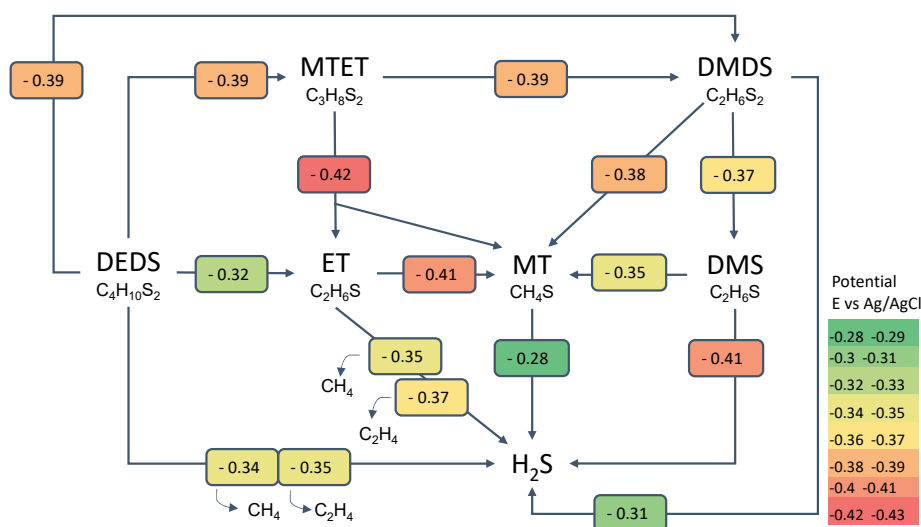 - 0.39
- 0.39
MTET
C3H8S2
- 0.39
DMDS
C2H6S2
- 0.42
- 0.38
- 0.37
DEDS
C4H10S2
- 0.32
ET
C2H6S
- 0.41
MT
CH4S
- 0.35
DMS
C2H6S
- 0.35
CH4
- 0.37
C2H4
- 0.28
- 0.41
- 0.34
CH4
- 0.35
C2H4
H2S
- 0.31
Potential
E vs Ag/AgCl
-0.28 -0.29
-0.3 -0.31
-0.32 -0.33
-0.34 -0.35
-0.36 -0.37
-0.38 -0.39
-0.4 -0.41
-0.42 -0.43